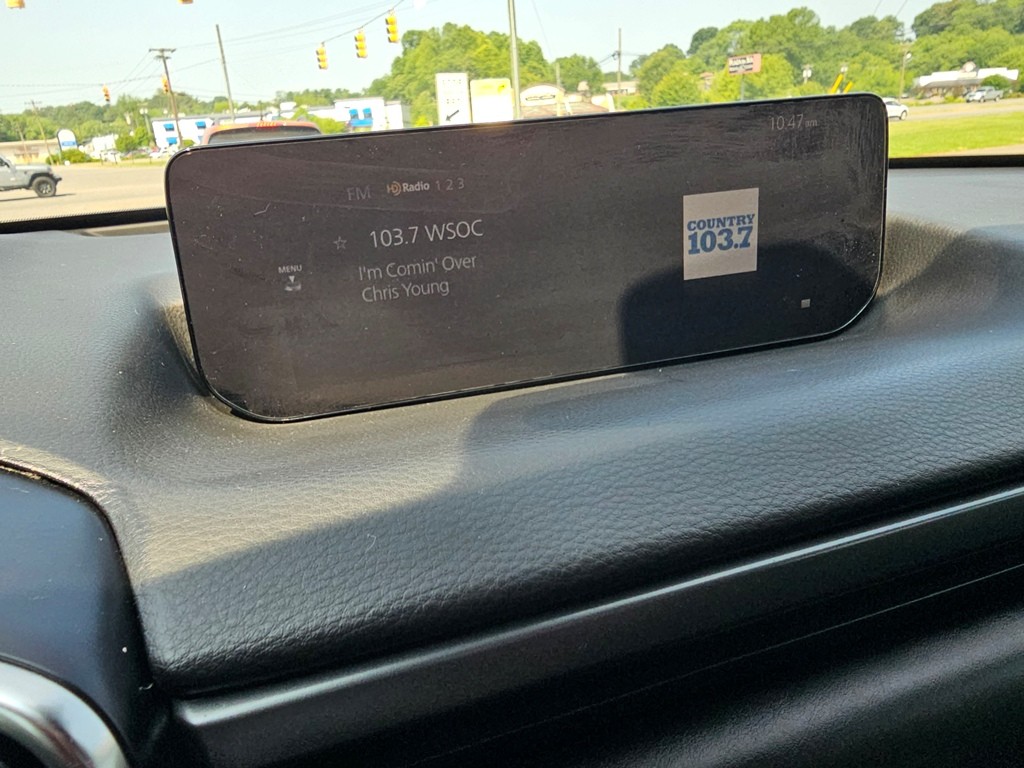 10:47 am
FM HD Radio 1 2 3
☆ 103.7 WSOC
MENU
I'm Comin' Over
Chris Young
COUNTRY
103.7